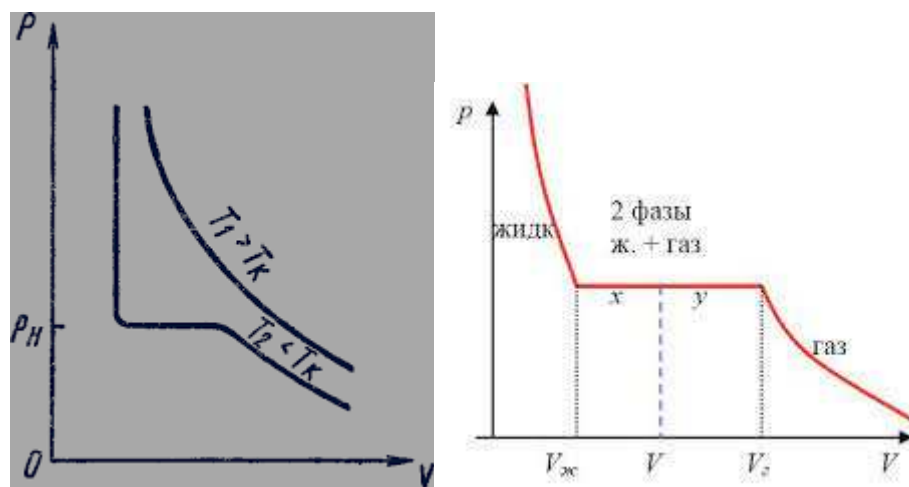 P
T₁ > Tк
Pн
T₂ < Tк
0
V
p
жидк
2 фазы
ж. + газ
x
y
газ
Vж
V
Vг
V